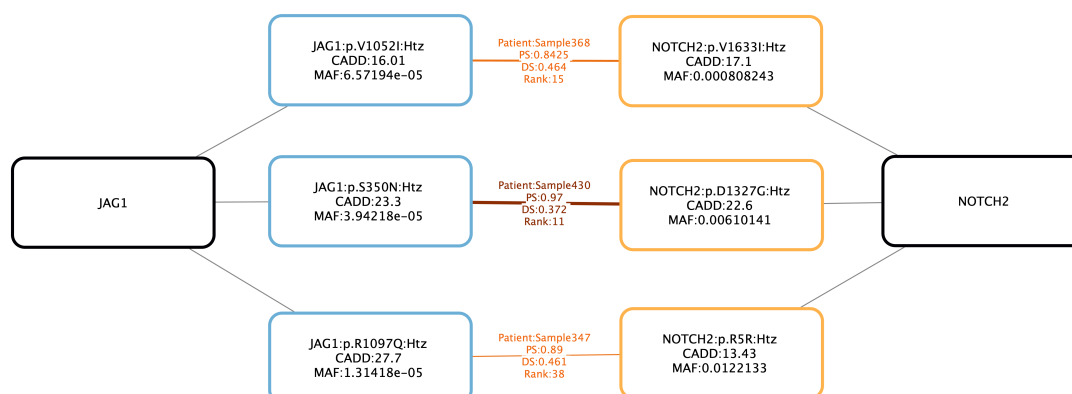 JAG1:p.V1052I:Htz
CADD:16.01
MAF:6.57194e-05
Patient:Sample368
PS:0.8425
DS:0.464
Rank:15
NOTCH2:p.V1633I:Htz
CADD:17.1
MAF:0.000808243
JAG1
JAG1:p.S350N:Htz
CADD:23.3
MAF:3.94218e-05
Patient:Sample430
PS:0.97
DS:0.372
Rank:11
NOTCH2:p.D1327G:Htz
CADD:22.6
MAF:0.00610141
NOTCH2
JAG1:p.R1097Q:Htz
CADD:27.7
MAF:1.31418e-05
Patient:Sample347
PS:0.89
DS:0.461
Rank:38
NOTCH2:p.R5R:Htz
CADD:13.43
MAF:0.0122133